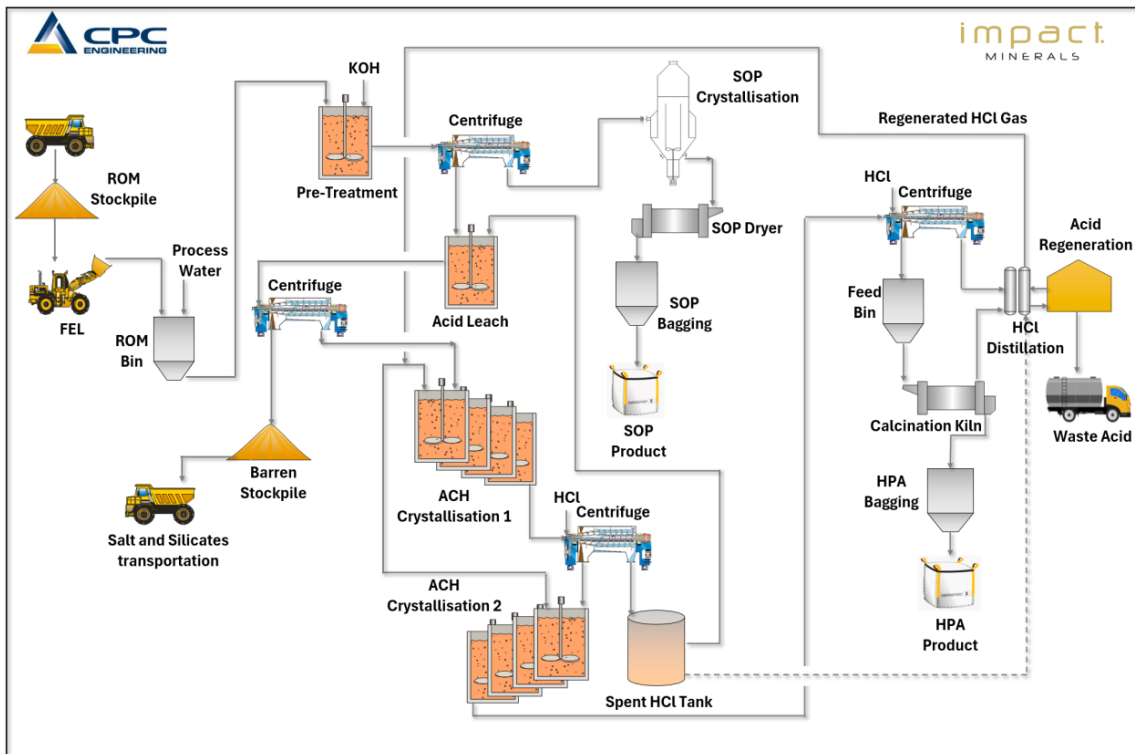 CPC
ENGINEERING
impact
MINERALS
KOH
SOP
Crystallisation
Regenerated HCl Gas
Centrifuge
Pre-Treatment
ROM
Stockpile
HCl
Centrifuge
Acid
Regeneration
SOP Dryer
Process
Water
Centrifuge
FEL
ROM
Bin
Acid Leach
SOP
Bagging
Feed
Bin
HCl
Distillation
Calcination Kiln
Waste Acid
SOP
Product
Barren
Stockpile
ACH
Crystallisation 1
HCl
Centrifuge
HPA
Bagging
Salt and Silicates
transportation
ACH
Crystallisation 2
HPA
Product
Spent HCl Tank